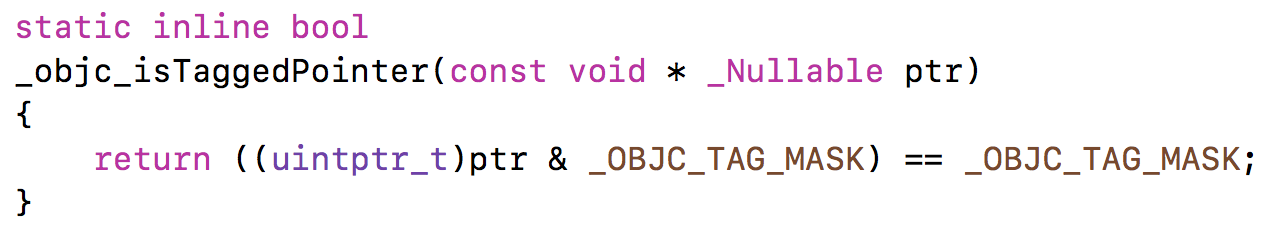 static inline bool
_objc_isTaggedPointer(const void * _Nullable ptr)
{
    return ((uintptr_t)ptr & _OBJC_TAG_MASK) == _OBJC_TAG_MASK;
}